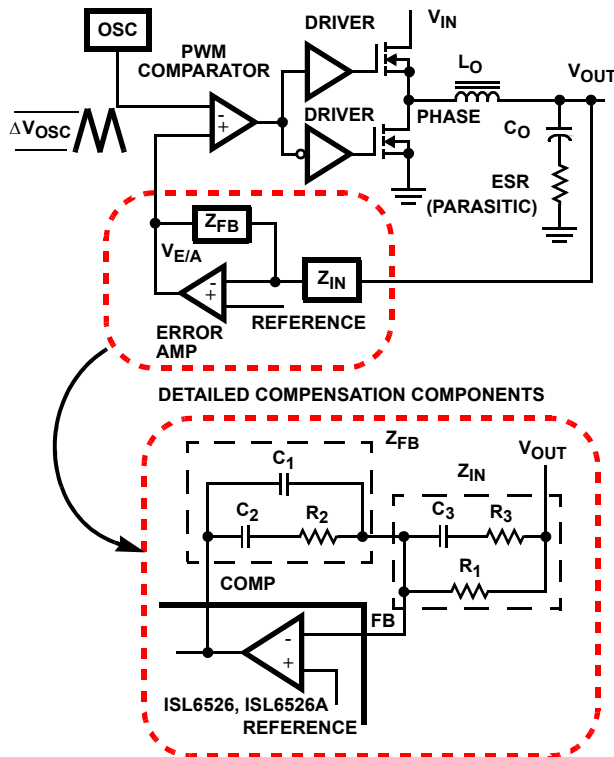 OSC
DRIVER
VIN
PWM
COMPARATOR
LO
VOUT
-
+
ΔVOSC
DRIVER
PHASE
CO
ESR
(PARASITIC)
ZFB
VE/A
-
+
ZIN
REFERENCE
ERROR
AMP
DETAILED COMPENSATION COMPONENTS
ZFB
C1
ZIN
VOUT
C2
R2
C3
R3
R1
COMP
FB
-
+
ISL6526, ISL6526A
REFERENCE